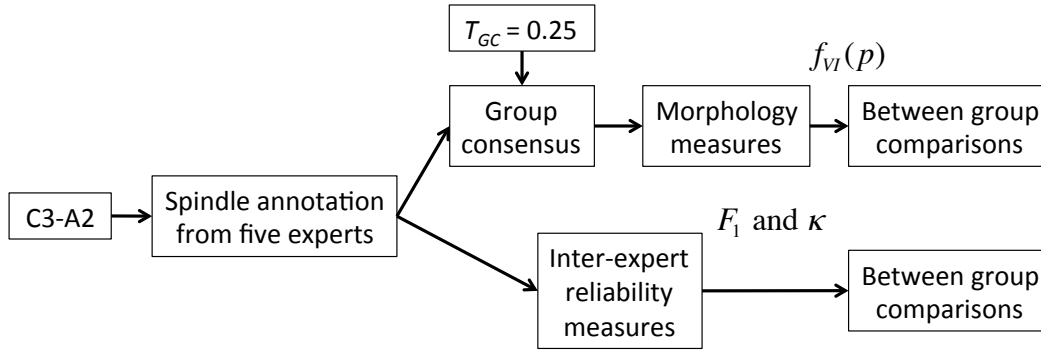 T_GC = 0.25
f_VI(p)
Group
consensus
Morphology
measures
Between group
comparisons
C3-A2
Spindle annotation
from five experts
F₁ and κ
Inter-expert
reliability
measures
Between group
comparisons